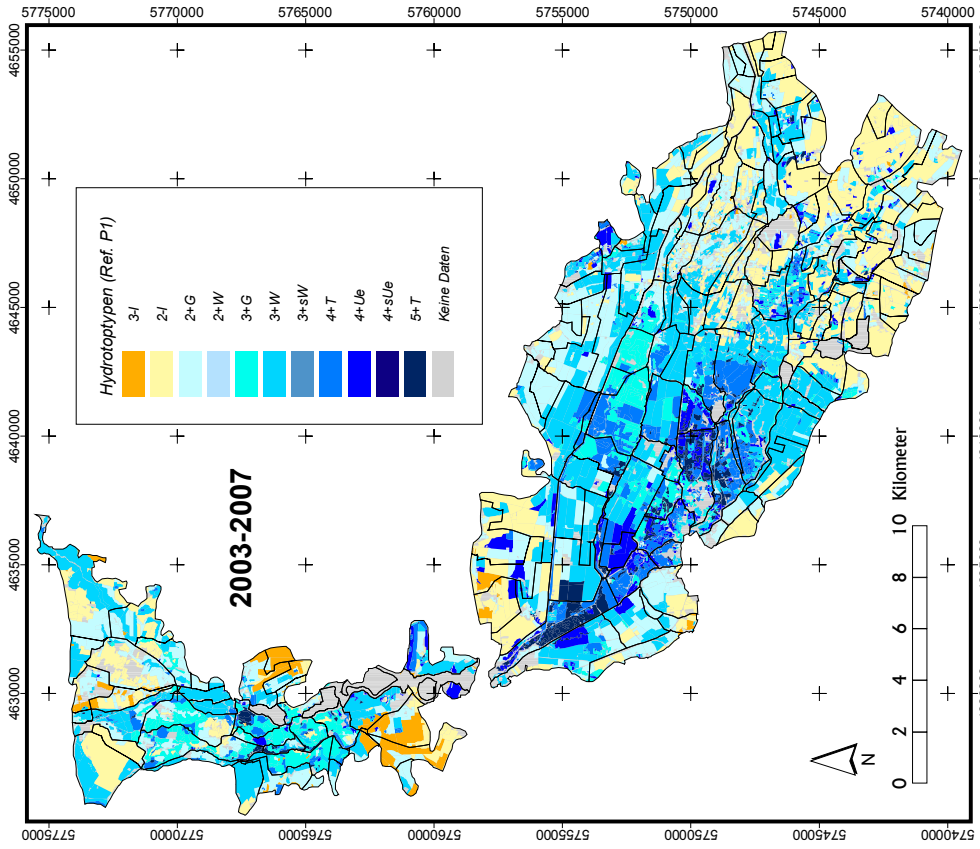 5775000 5770000 5765000 5760000 5755000 5750000 5745000 5740000
4655000
4650000
4645000
4640000
4635000
4630000
Hydrotoptypen (Ref. P1)
3-I
2-I
2+G
2+W
3+G
3+W
3+sW
4+T
4+Ue
4+sUe
5+T
Keine Daten
2003-2007
N
0 2 4 6 8 10 Kilometer
5775000 5770000 5765000 5760000 5755000 5750000 5745000 5740000